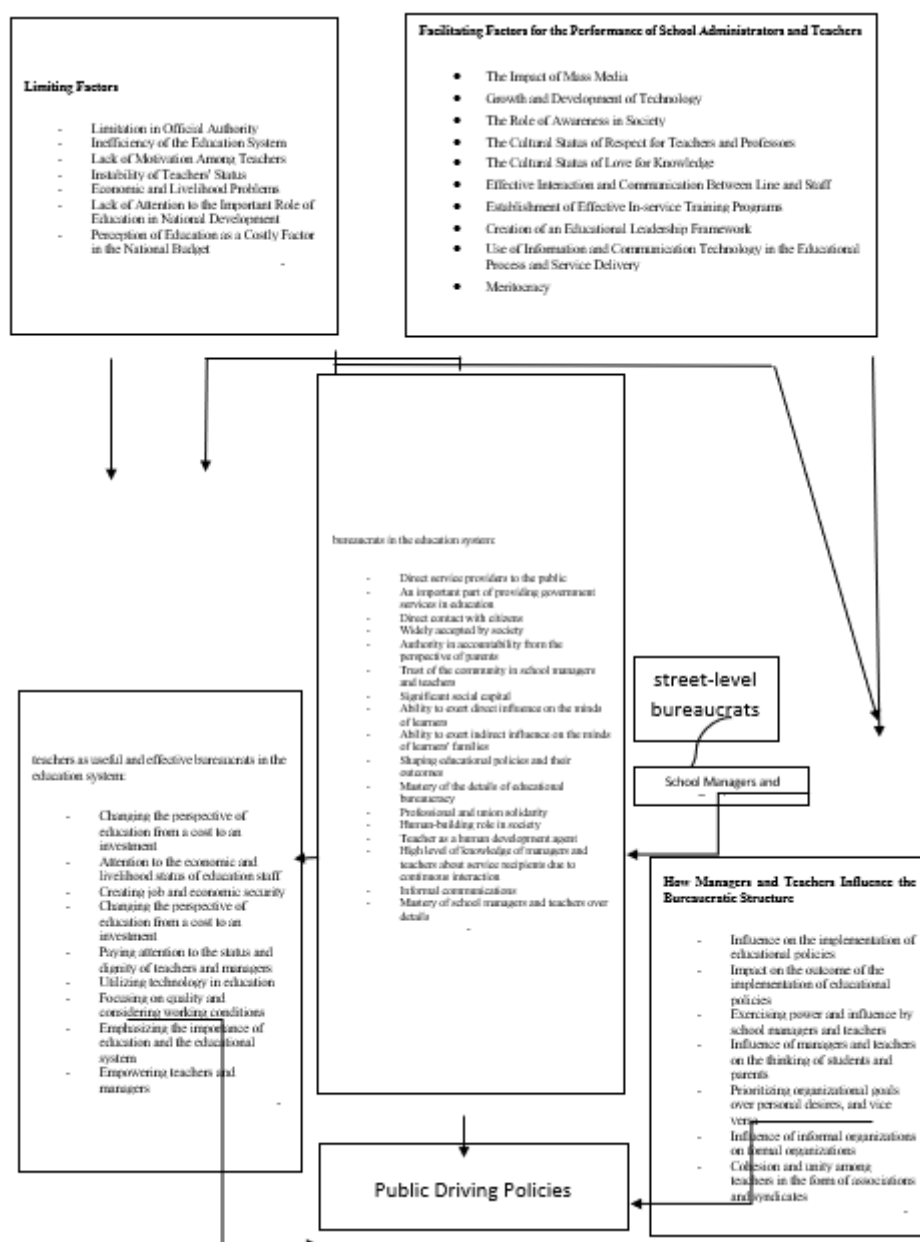 Limiting Factors
- Limitation in Official Authority
- Inefficiency of the Education System
- Lack of Motivation Among Teachers
- Instability of Teachers' Status
- Economic and Livelihood Problems
- Lack of Attention to the Important Role of
Education in National Development
- Perception of Education as a Costly Factor
in the National Budget
-
Facilitating Factors for the Performance of School Administrators and Teachers
● The Impact of Mass Media
● Growth and Development of Technology
● The Role of Awareness in Society
● The Cultural Status of Respect for Teachers and Professors
● The Cultural Status of Love for Knowledge
● Effective Interaction and Communication Between Line and Staff
● Establishment of Effective In-service Training Programs
● Creation of an Educational Leadership Framework
● Use of Information and Communication Technology in the Educational
Process and Service Delivery
● Meritocracy
bureaucrats in the education system:
- Direct service providers to the public
- An important part of providing government
services in education
- Direct contact with citizens
- Widely accepted by society
- Authority in accountability from the
perspective of parents
- Trust of the community in school managers
and teachers
- Significant social capital
- Ability to exert direct influence on the minds
of learners
- Ability to exert indirect influence on the minds
of learners' families
- Shaping educational policies and their
outcomes
- Mastery of the details of educational
bureaucracy
- Professional and union solidarity
- Human-building role in society
- Teacher as a human development agent
- High level of knowledge of managers and
teachers about service recipients due to
continuous interaction
- Informal communications
- Mastery of school managers and teachers over
details
-
street-level
bureaucrats
School Managers and
teachers as useful and effective bureaucrats in the
education system:
- Changing the perspective of
education from a cost to an
investment
- Attention to the economic and
livelihood status of education staff
- Creating job and economic security
- Changing the perspective of
education from a cost to an
investment
- Paying attention to the status and
dignity of teachers and managers
- Utilizing technology in education
- Focusing on quality and
considering working conditions
- Emphasizing the importance of
education and the educational
system
- Empowering teachers and
managers
-
How Managers and Teachers Influence the
Bureaucratic Structure
- Influence on the implementation of
educational policies
- Impact on the outcome of the
implementation of educational
policies
- Exercising power and influence by
school managers and teachers
- Influence of managers and teachers
on the thinking of students and
parents
- Prioritizing organizational goals
over personal desires, and vice
versa
- Influence of informal organizations
on formal organizations
- Cohesion and unity among
teachers in the form of associations
and syndicates
-
Public Driving Policies